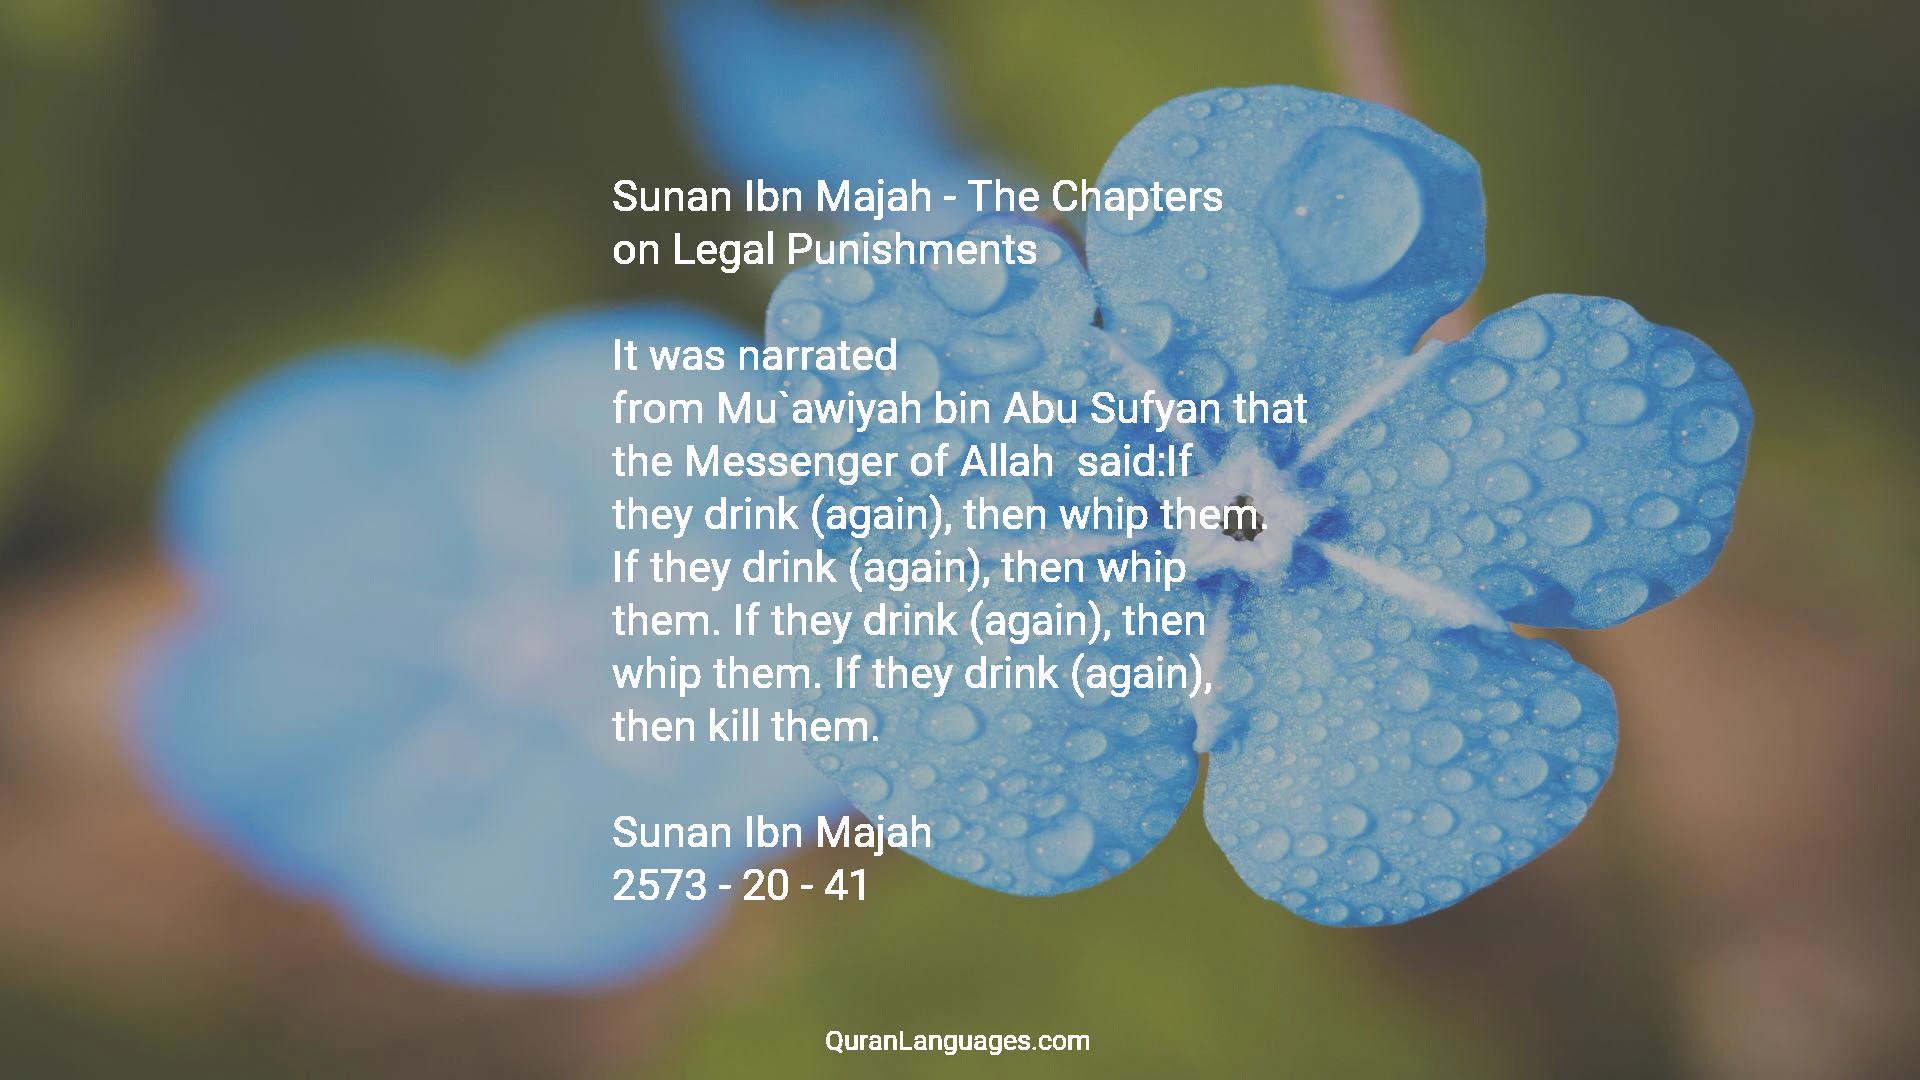 Sunan Ibn Majah - The Chapters
on Legal Punishments
It was narrated
from Mu`awiyah bin Abu Sufyan that
the Messenger of Allah  said:If
they drink (again), then whip them.
If they drink (again), then whip
them. If they drink (again), then
whip them. If they drink (again),
then kill them.
Sunan Ibn Majah
2573 - 20 - 41
QuranLanguages.com